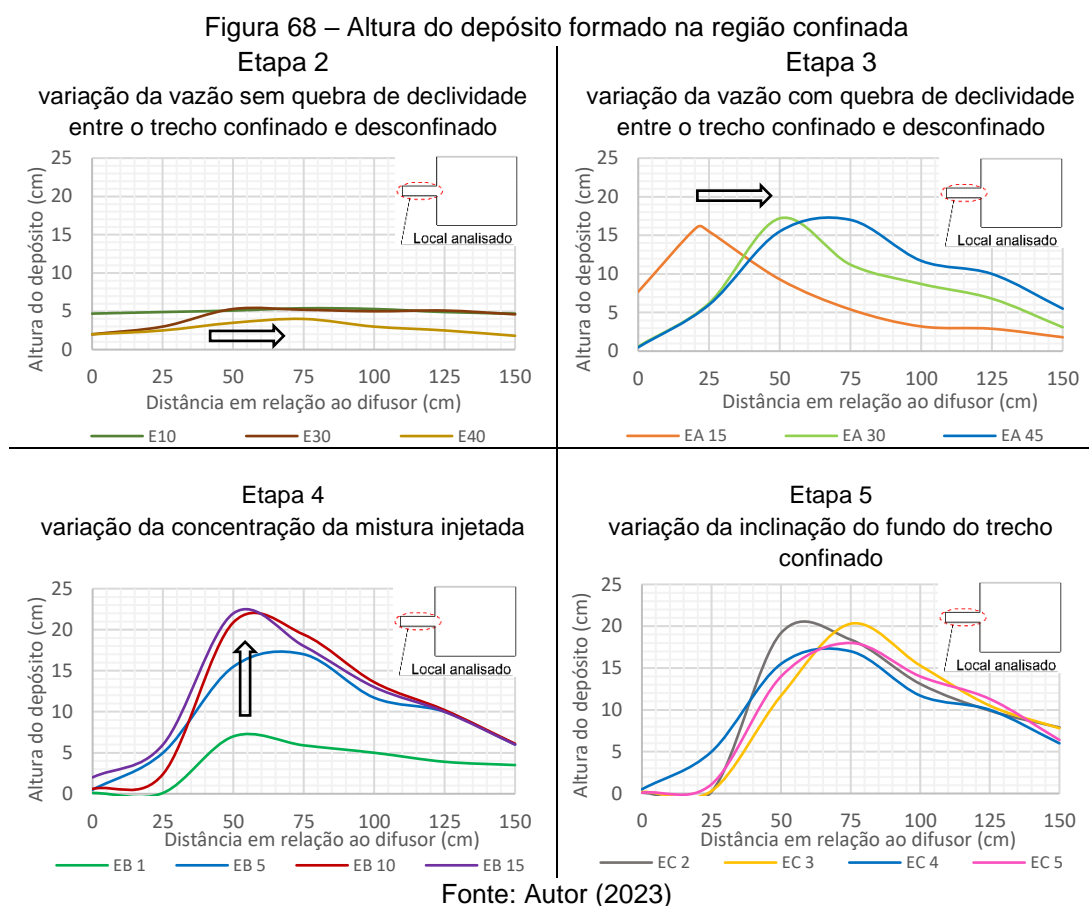 Figura 68 – Altura do depósito formado na região confinada
Etapa 2
variação da vazão sem quebra de declividade
entre o trecho confinado e desconfinado
Altura do depósito (cm)
25
20
15
10
5
0
Local analisado
0 25 50 75 100 125 150
Distância em relação ao difusor (cm)
E10 E30 E40
Etapa 3
variação da vazão com quebra de declividade
entre o trecho confinado e desconfinado
Altura do depósito (cm)
25
20
15
10
5
0
Local analisado
0 25 50 75 100 125 150
Distância em relação ao difusor (cm)
EA 15 EA 30 EA 45
Etapa 4
variação da concentração da mistura injetada
Altura do depósito (cm)
25
20
15
10
5
0
Local analisado
0 25 50 75 100 125 150
Distância em relação ao difusor (cm)
EB 1 EB 5 EB 10 EB 15
Etapa 5
variação da inclinação do fundo do trecho
confinado
Altura do depósito (cm)
25
20
15
10
5
0
Local analisado
0 25 50 75 100 125 150
Distância em relação ao difusor (cm)
EC 2 EC 3 EC 4 EC 5
Fonte: Autor (2023)